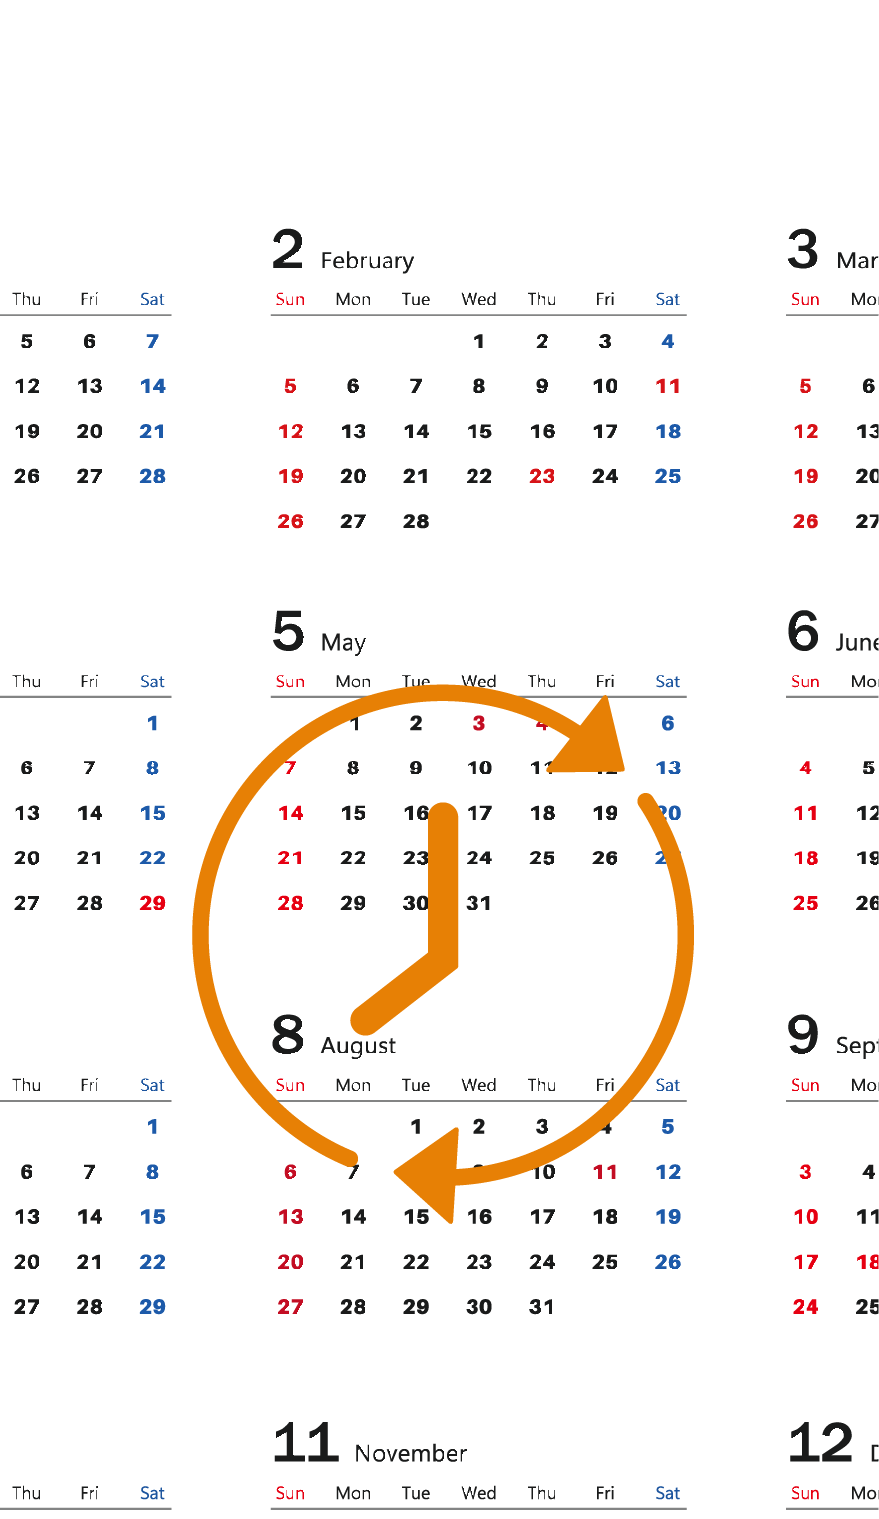 2 February
3 Mar
Thu Fri Sat Sun Mon Tue Wed Thu Fri Sat Sun Mo
5 6 7 1 2 3 4
12 13 14 5 6 7 8 9 10 11 5 6
19 20 21 12 13 14 15 16 17 18 12 13
26 27 28 19 20 21 22 23 24 25 19 20
26 27 28 26 27
5 May
6 June
Thu Fri Sat Sun Mon Tue Wed Thu Fri Sat Sun Mo
1 1 2 3 4 6
6 7 8 7 8 9 10 11 12 13 4 5
13 14 15 14 15 16 17 18 19 20 11 12
20 21 22 21 22 23 24 25 26 18 19
27 28 29 28 29 30 31 25 26
8 August
9 Sept
Thu Fri Sat Sun Mon Tue Wed Thu Fri Sat Sun Mo
1 1 2 3 4 5
6 7 8 6 7 9 10 11 12 3 4
13 14 15 13 14 15 16 17 18 19 10 11
20 21 22 20 21 22 23 24 25 26 17 18
27 28 29 27 28 29 30 31 24 25
11 November
12 D
Thu Fri Sat Sun Mon Tue Wed Thu Fri Sat Sun Mo